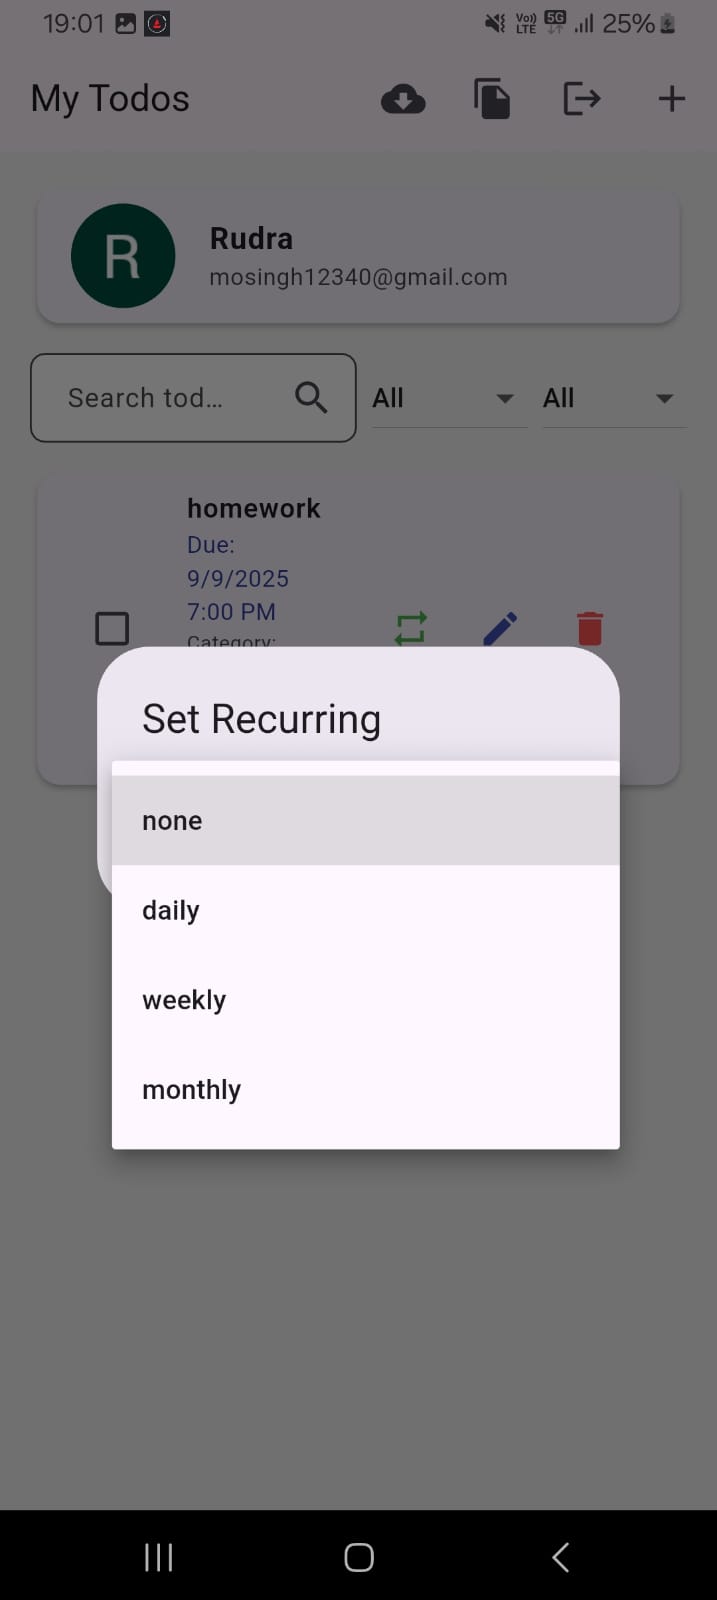 19:01 Vo)) LTE 5G 25%
My Todos
R
Rudra
mosingh12340@gmail.com
Search tod...
All
All
homework
Due:
9/9/2025
7:00 PM
Category:
Set Recurring
none
daily
weekly
monthly